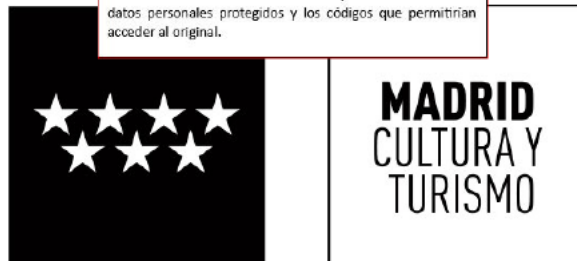 datos personales protegidos y los códigos que permitirían
acceder al original.
MADRID
CULTURA Y
TURISMO